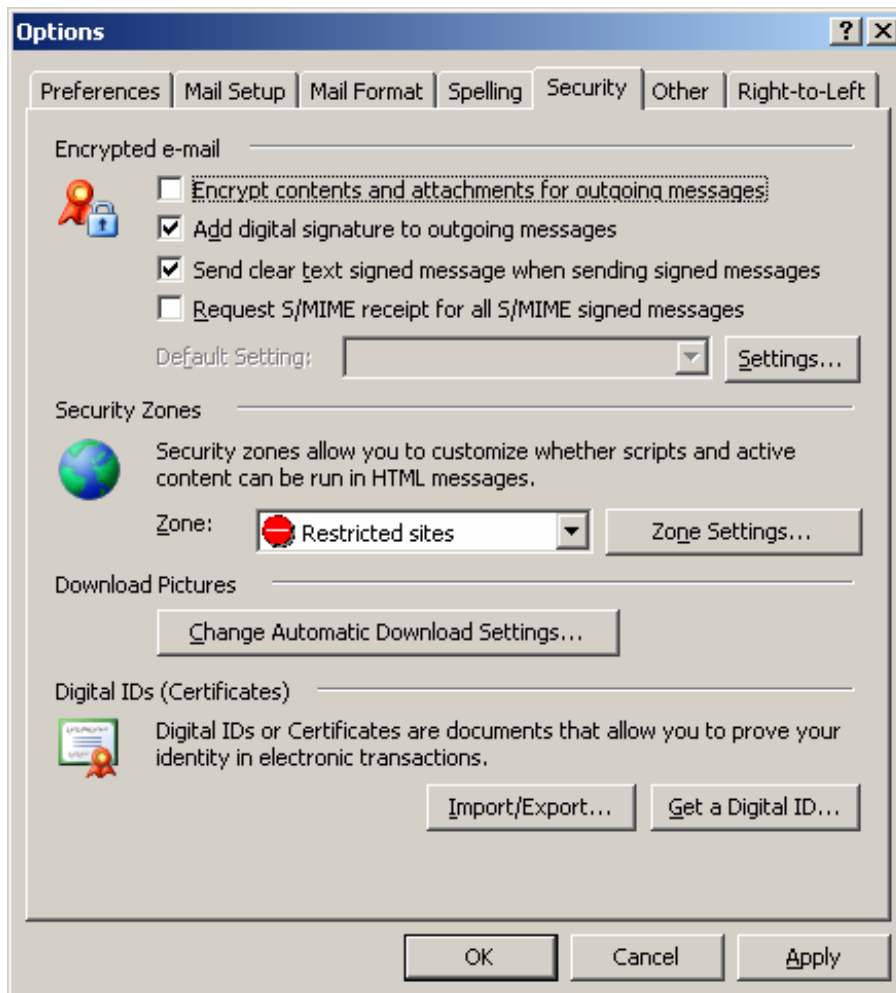 Options
Preferences Mail Setup Mail Format Spelling Security Other Right-to-Left
Encrypted e-mail
Encrypt contents and attachments for outgoing messages
Add digital signature to outgoing messages
Send clear text signed message when sending signed messages
Request S/MIME receipt for all S/MIME signed messages
Default Setting: Settings...
Security Zones
Security zones allow you to customize whether scripts and active
content can be run in HTML messages.
Zone: Restricted sites Zone Settings...
Download Pictures
Change Automatic Download Settings...
Digital IDs (Certificates)
Digital IDs or Certificates are documents that allow you to prove your
identity in electronic transactions.
Import/Export... Get a Digital ID...
OK Cancel Apply